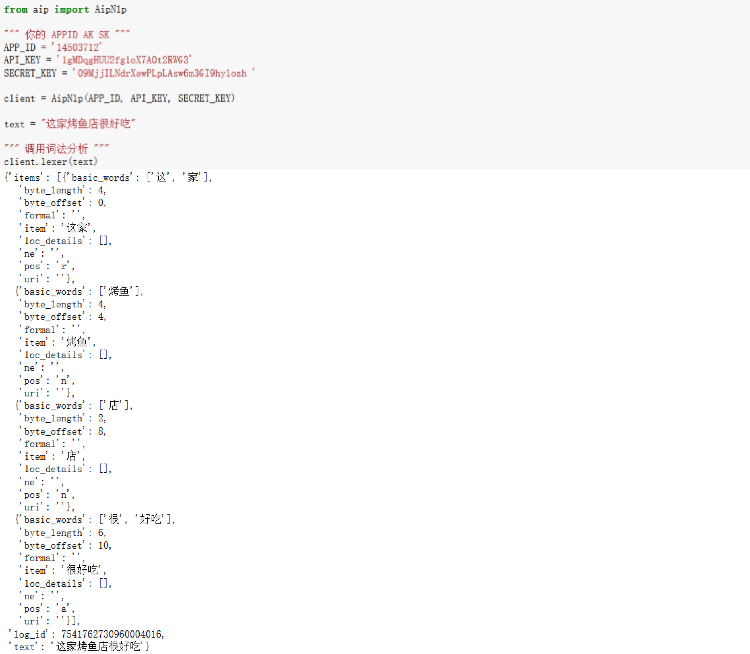 from aip import AipNlp
""" 你的 APPID AK SK """
APP_ID = '14503712'
API_KEY = 'lgMDqgHUU2fgloX7AOt2RWG3'
SECRET_KEY = '09MjjILNdrXewPLpLAsw6m3GI9hylozh '
client = AipNlp(APP_ID, API_KEY, SECRET_KEY)
text = "这家烤鱼店很好吃"
""" 调用词法分析 """
client.lexer(text)
{'items': [{'basic_words': ['这', '家'],
'byte_length': 4,
'byte_offset': 0,
'formal': '',
'item': '这家',
'loc_details': [],
'ne': '',
'pos': 'r',
'uri': ''},
{'basic_words': ['烤鱼'],
'byte_length': 4,
'byte_offset': 4,
'formal': '',
'item': '烤鱼',
'loc_details': [],
'ne': '',
'pos': 'n',
'uri': ''},
{'basic_words': ['店'],
'byte_length': 2,
'byte_offset': 8,
'formal': '',
'item': '店',
'loc_details': [],
'ne': '',
'pos': 'n',
'uri': ''},
{'basic_words': ['很', '好吃'],
'byte_length': 6,
'byte_offset': 10,
'formal': '',
'item': '很好吃',
'loc_details': [],
'ne': '',
'pos': 'a',
'uri': ''}],
'log_id': 7541762730960004016,
'text': '这家烤鱼店很好吃'}